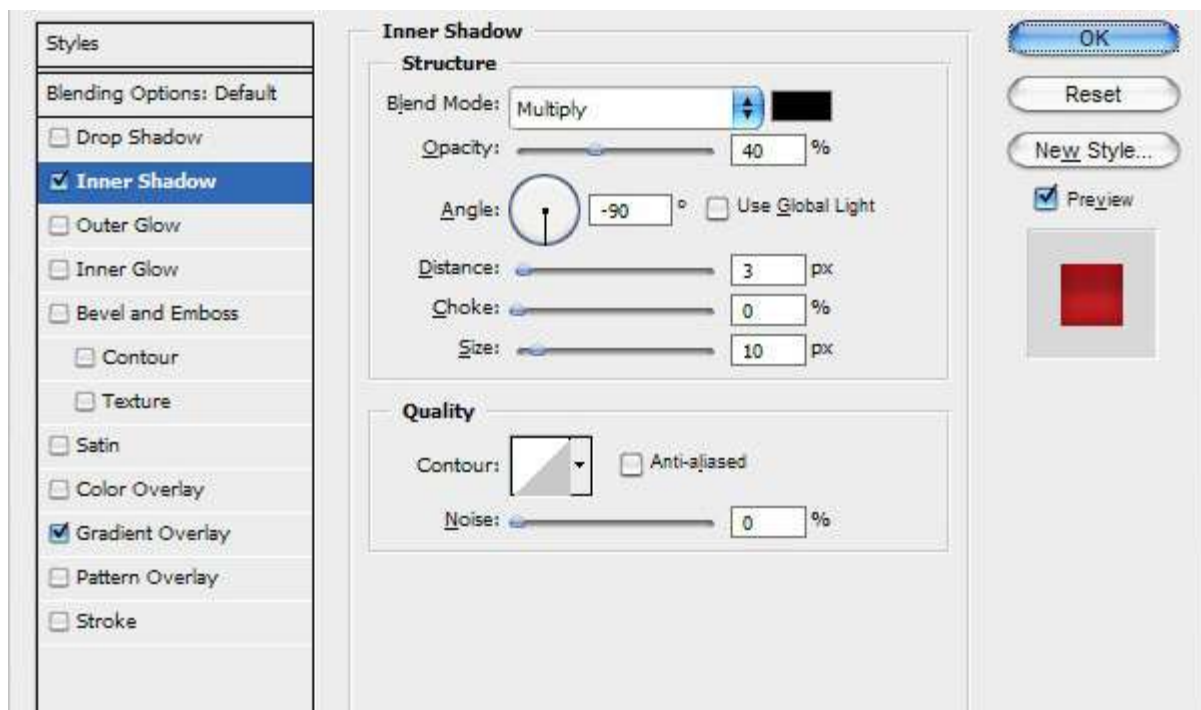 Styles
Blending Options: Default
Drop Shadow
Inner Shadow
Outer Glow
Inner Glow
Bevel and Emboss
Contour
Texture
Satin
Color Overlay
Gradient Overlay
Pattern Overlay
Stroke
Inner Shadow
Structure
Blend Mode: Multiply
Opacity: 40 %
Angle: -90 ° Use Global Light
Distance: 3 px
Choke: 0 %
Size: 10 px
Quality
Contour: Anti-aliased
Noise: 0 %
OK
Reset
New Style...
Preview